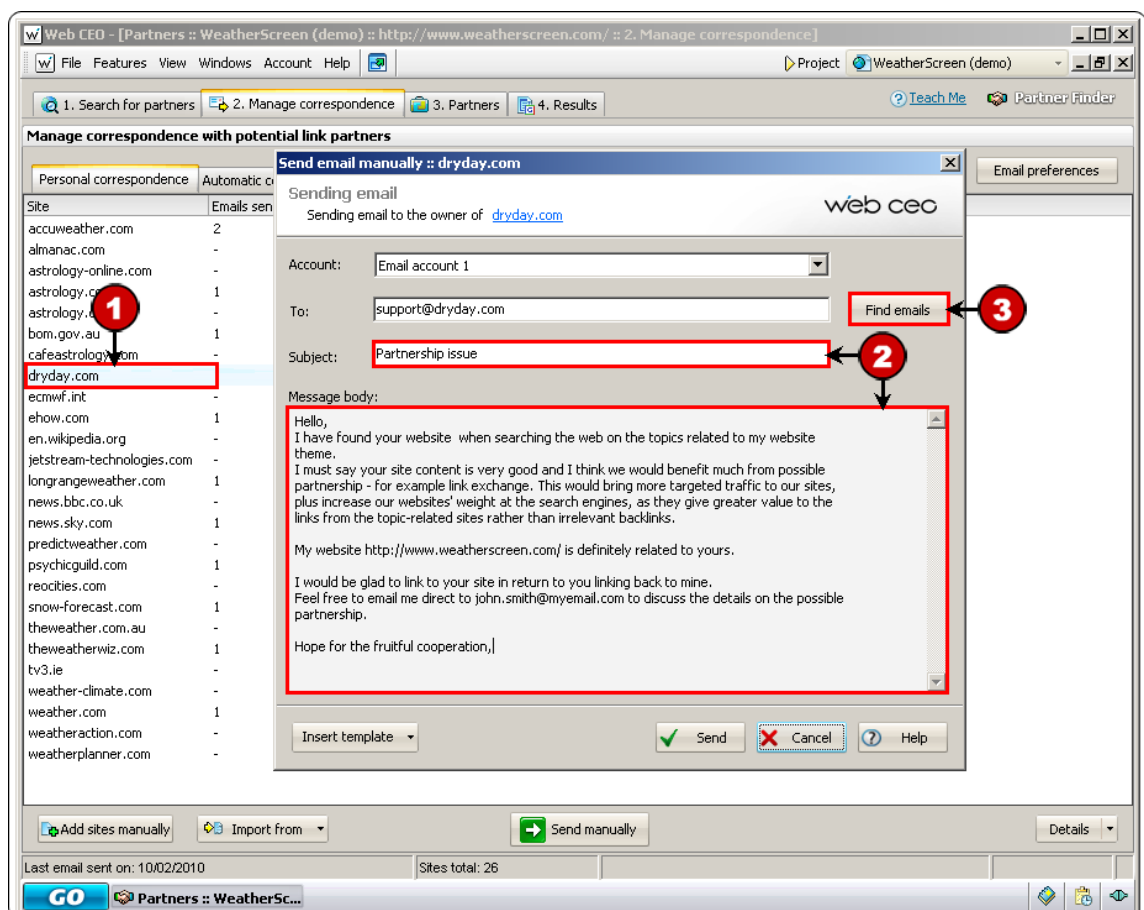 Web CEO - [Partners :: WeatherScreen (demo) :: http://www.weatherscreen.com/ :: 2. Manage correspondence]
File Features View Windows Account Help Project WeatherScreen (demo)
1. Search for partners 2. Manage correspondence 3. Partners 4. Results ? Teach Me Partner Finder
Manage correspondence with potential link partners
Personal correspondence Automatic c Email preferences
Site Emails sen
accuweather.com 2
almanac.com -
astrology-online.com -
astrology.c 1
astrology. -
bom.gov.au 1
cafeastrology.com -
dryday.com
ecmwf.int -
ehow.com 1
en.wikipedia.org -
jetstream-technologies.com -
longrangeweather.com 1
news.bbc.co.uk -
news.sky.com 1
predictweather.com -
psychicguild.com 1
reocities.com -
snow-forecast.com 1
theweather.com.au -
theweatherwiz.com 1
tv3.ie -
weather-climate.com -
weather.com 1
weatheraction.com -
weatherplanner.com -
1
Send email manually :: dryday.com
Sending email
Sending email to the owner of dryday.com
web ceo
Account: Email account 1
To: support@dryday.com Find emails 3
Subject: Partnership issue 2
Message body:
Hello,
I have found your website when searching the web on the topics related to my website
theme.
I must say your site content is very good and I think we would benefit much from possible
partnership - for example link exchange. This would bring more targeted traffic to our sites,
plus increase our websites' weight at the search engines, as they give greater value to the
links from the topic-related sites rather than irrelevant backlinks.
My website http://www.weatherscreen.com/ is definitely related to yours.
I would be glad to link to your site in return to you linking back to mine.
Feel free to email me direct to john.smith@myemail.com to discuss the details on the possible
partnership.
Hope for the fruitful cooperation,
Insert template Send Cancel ? Help
Add sites manually Import from Send manually Details
Last email sent on: 10/02/2010 Sites total: 26
GO Partners :: WeatherSc...